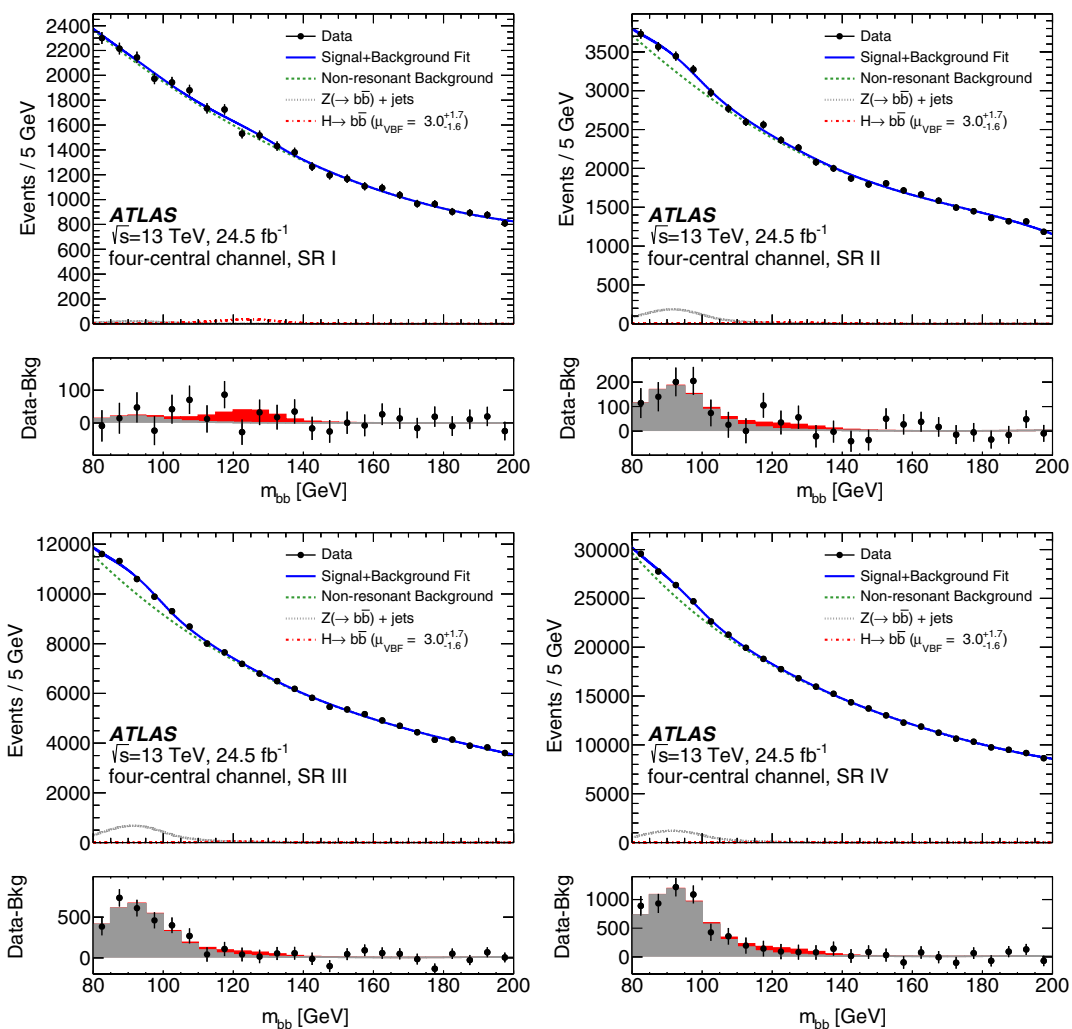 Events / 5 GeV
2400
2200
2000
1800
1600
1400
1200
1000
800
600
400
200
0
Data
Signal+Background Fit
Non-resonant Background
Z(→ bb̅) + jets
H→ bb̅ (μVBF = 3.0+1.7-1.6)
ATLAS
√s=13 TeV, 24.5 fb-1
four-central channel, SR I
Data-Bkg
100
0
80 100 120 140 160 180 200
mbb [GeV]
Events / 5 GeV
3500
3000
2500
2000
1500
1000
500
0
Data
Signal+Background Fit
Non-resonant Background
Z(→ bb̅) + jets
H→ bb̅ (μVBF = 3.0+1.7-1.6)
ATLAS
√s=13 TeV, 24.5 fb-1
four-central channel, SR II
Data-Bkg
200
100
0
80 100 120 140 160 180 200
mbb [GeV]
Events / 5 GeV
12000
10000
8000
6000
4000
2000
0
Data
Signal+Background Fit
Non-resonant Background
Z(→ bb̅) + jets
H→ bb̅ (μVBF = 3.0+1.7-1.6)
ATLAS
√s=13 TeV, 24.5 fb-1
four-central channel, SR III
Data-Bkg
500
0
80 100 120 140 160 180 200
mbb [GeV]
Events / 5 GeV
30000
25000
20000
15000
10000
5000
0
Data
Signal+Background Fit
Non-resonant Background
Z(→ bb̅) + jets
H→ bb̅ (μVBF = 3.0+1.7-1.6)
ATLAS
√s=13 TeV, 24.5 fb-1
four-central channel, SR IV
Data-Bkg
1000
500
0
80 100 120 140 160 180 200
mbb [GeV]